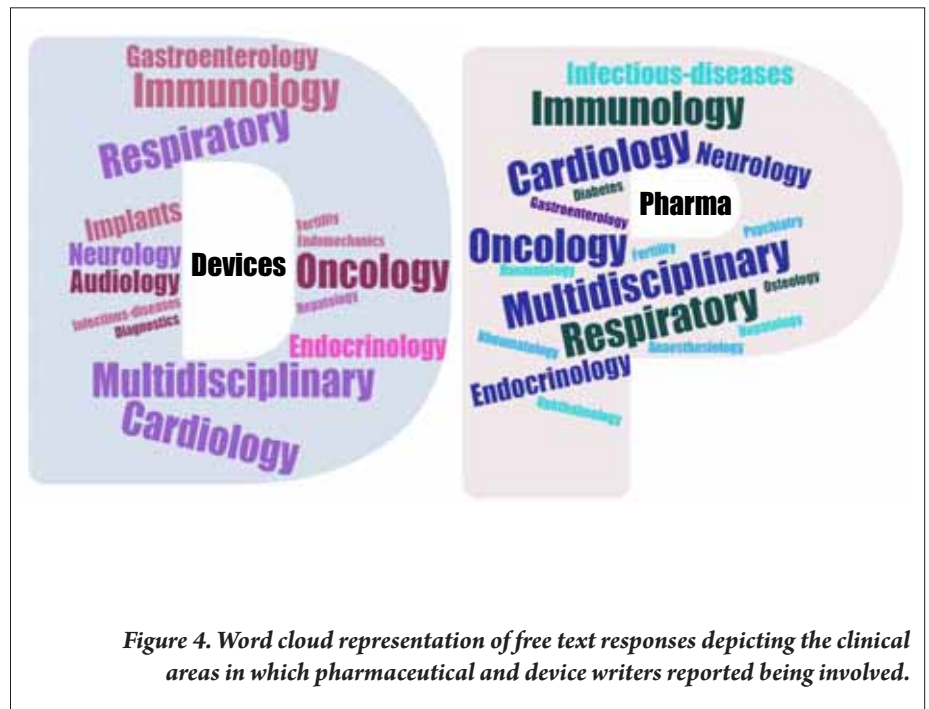 Gastroenterology
Immunology
Respiratory
Implants
Neurology
Audiology
Infectious-diseases
Diagnostics
Devices
Fertility
Endomechanics
Oncology
Hepatology
Endocrinology
Multidisciplinary
Cardiology
Infectious-diseases
Immunology
Cardiology
Neurology
Diabetes
Gastroenterology
Pharma
Oncology
Haematology
Fertility
Psychiatry
Multidisciplinary
Osteology
Respiratory
Hepatology
Rheumatology
Anaesthesiology
Endocrinology
Ophthalmology
Figure 4. Word cloud representation of free text responses depicting the clinical
areas in which pharmaceutical and device writers reported being involved.